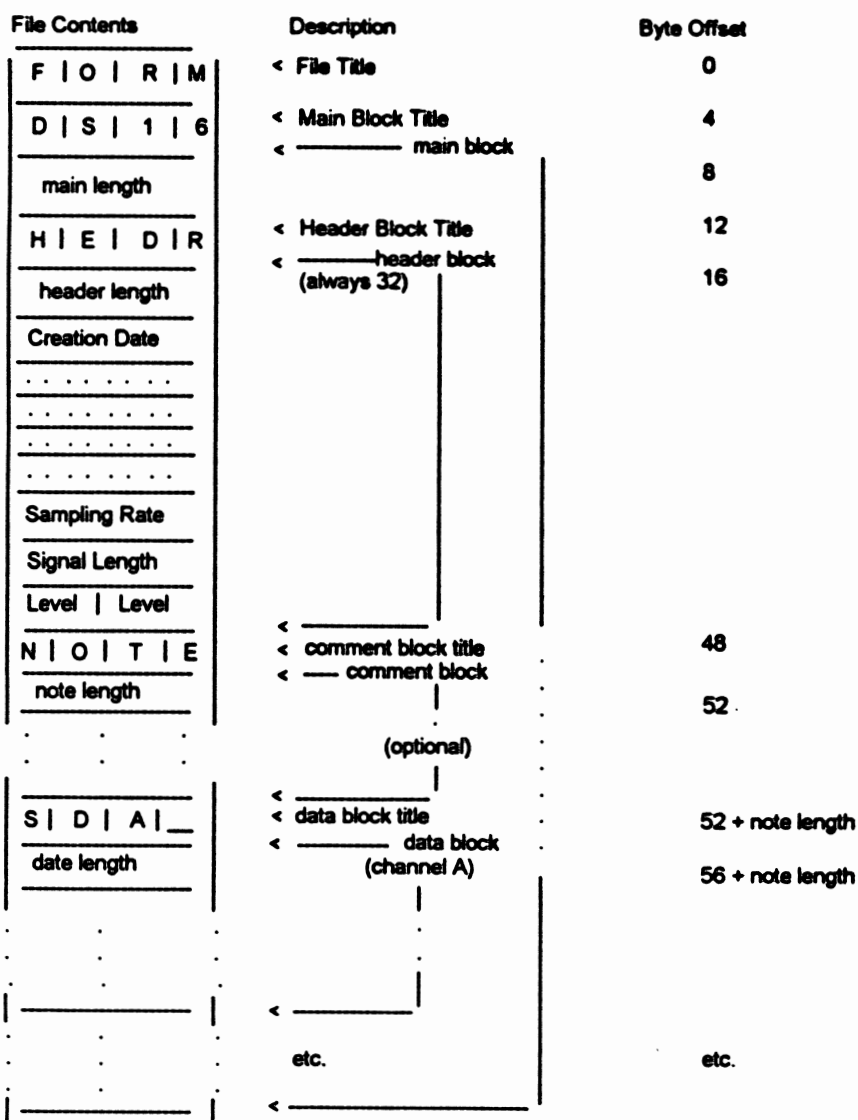 File Contents Description Byte Offset
F | O | R | M < File Title 0
D | S | 1 | 6 < Main Block Title 4
< main block
main length 8
H | E | D | R < Header Block Title 12
< header block
header length (always 32) 16
Creation Date
. . . . . . . .
. . . . . . . .
. . . . . . . .
. . . . . . . .
Sampling Rate
Signal Length
Level | Level
<
N | O | T | E < comment block title 48
< comment block
note length 52
(optional)
<
S | D | A | _ < data block title 52 + note length
< data block
date length (channel A) 56 + note length
<
etc. etc.
<